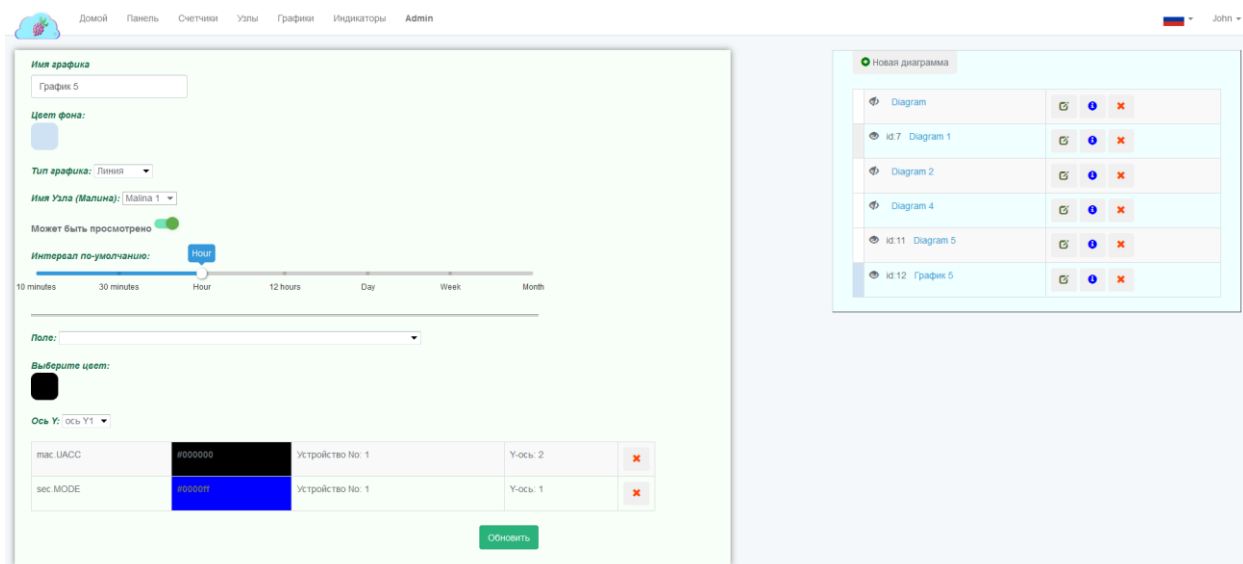 Домой Панель Счетчики Узлы Графики Индикаторы Admin John
Имя графика
График 5
Цвет фона:
Тип графика: Линия
Имя Узла (Малина): Malina 1
Может быть просмотрено
Интервал по-умолчанию: Hour
10 minutes 30 minutes Hour 12 hours Day Week Month
Поле:
Выберите цвет:
Ось Y: ось Y1
mac.UACC #000000 Устройство No: 1 Y-ось: 2
sec.MODE #0000ff Устройство No: 1 Y-ось: 1
Обновить
Новая диаграмма
Diagram
id:7 Diagram 1
Diagram 2
Diagram 4
id:11 Diagram 5
id:12 График 5